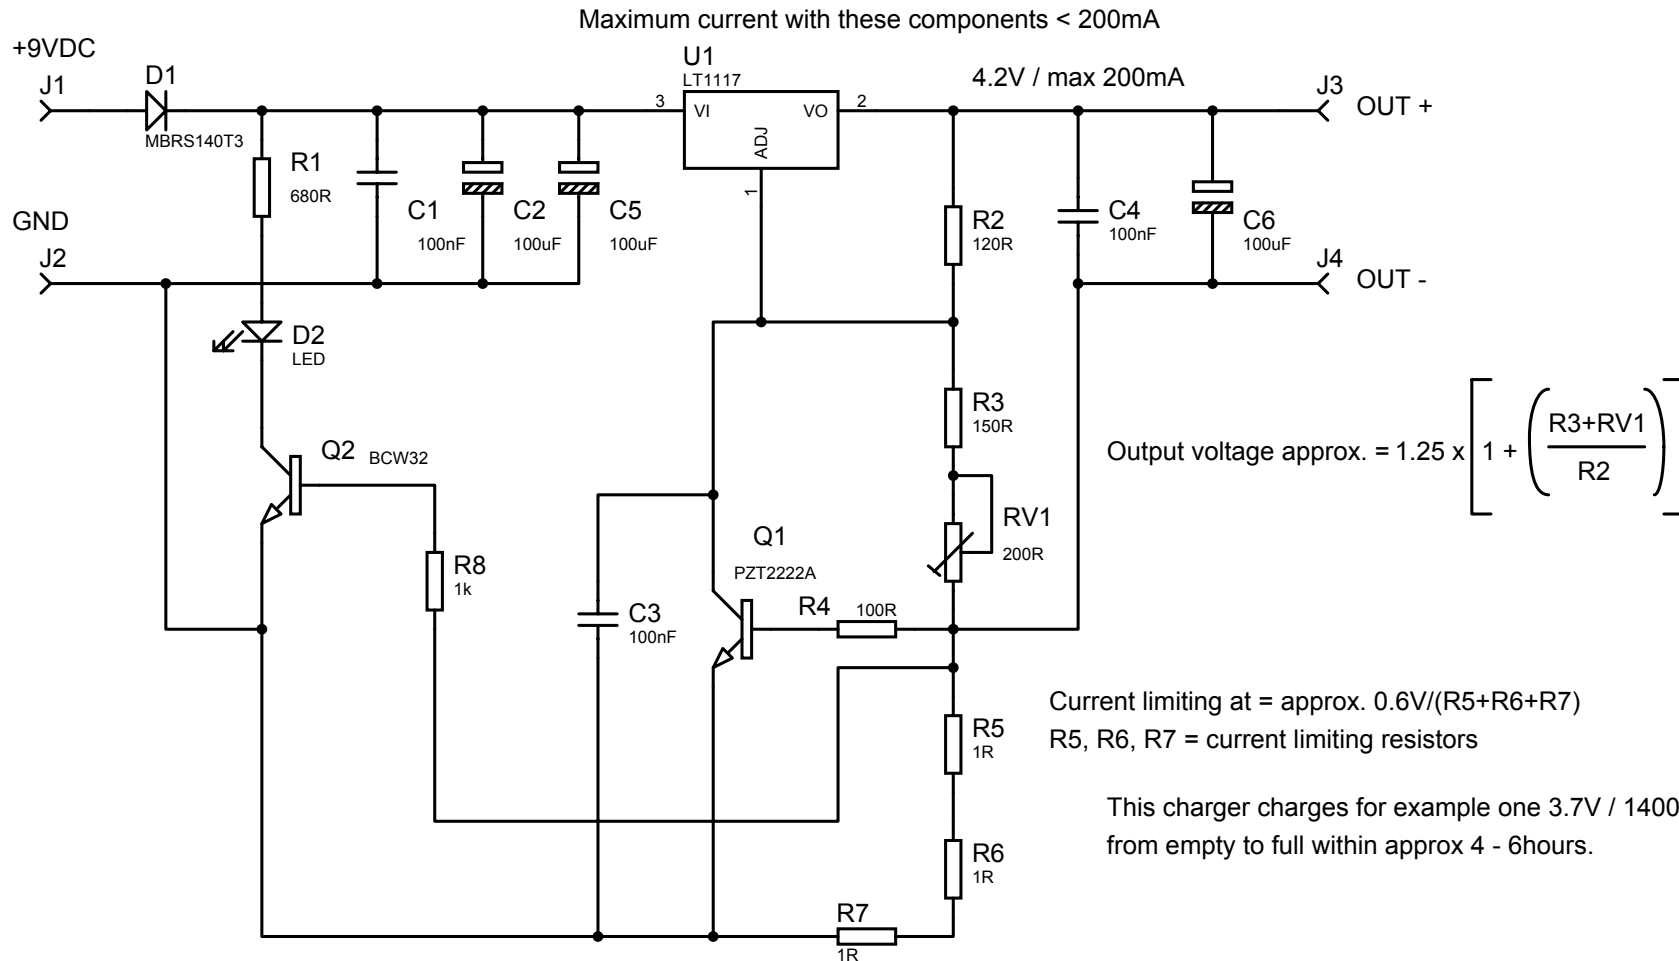 Maximum current with these components < 200mA
+9VDC
J1
D1
MBRS140T3
U1
LT1117
3
VI
VO
2
ADJ
1
4.2V / max 200mA
J3
OUT +
R1
680R
C1
100nF
C2
100uF
C5
100uF
R2
120R
C4
100nF
C6
100uF
GND
J2
J4
OUT -
D2
LED
R3
150R
Output voltage approx. = 1.25 x [ 1 + ( R3+RV1
R2 ) ]
Q2
BCW32
RV1
200R
R8
1k
Q1
PZT2222A
C3
100nF
R4
100R
Current limiting at = approx. 0.6V/(R5+R6+R7)
R5, R6, R7 = current limiting resistors
R5
1R
This charger charges for example one 3.7V / 1400
from empty to full within approx 4 - 6hours.
R6
1R
R7
1R